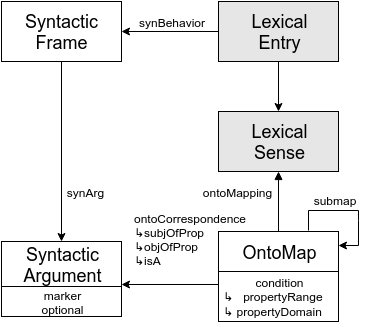 Syntactic
Frame
synBehavior
Lexical
Entry
Lexical
Sense
synArg
ontoMapping
ontoCorrespondence
↳subjOfProp
↳objOfProp
↳isA
submap
Syntactic
Argument
marker
optional
OntoMap
condition
↳ propertyRange
↳ propertyDomain